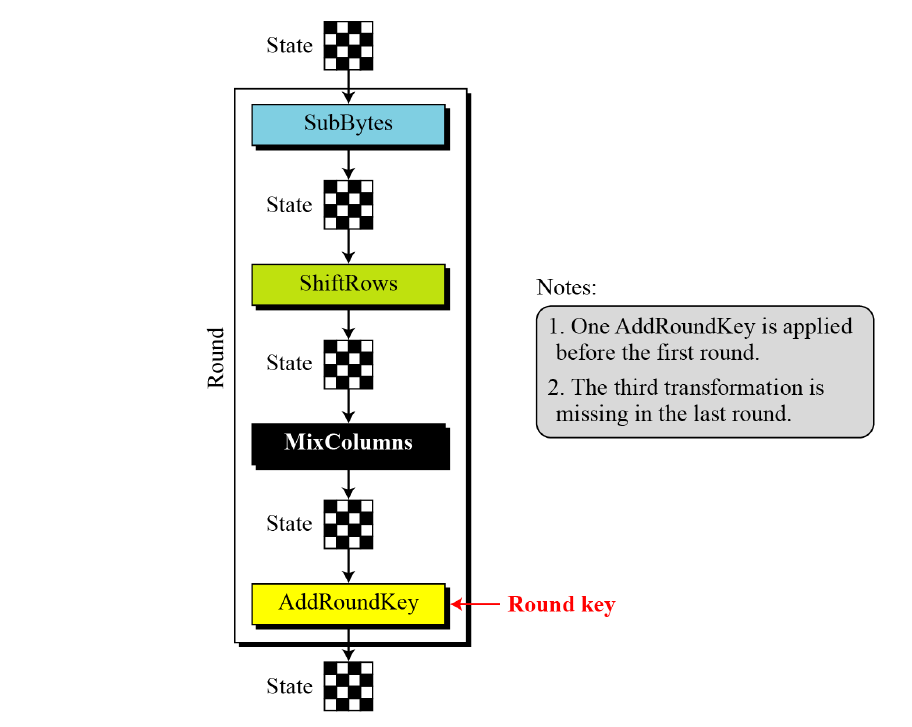 State
SubBytes
State
ShiftRows
Round
State
MixColumns
State
AddRoundKey
Round key
State
Notes:
1. One AddRoundKey is applied
before the first round.
2. The third transformation is
missing in the last round.